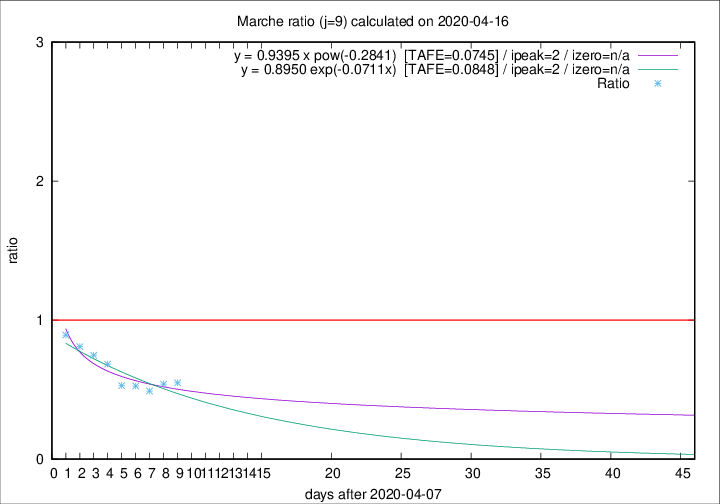 Marche ratio (j=9) calculated on 2020-04-16
y = 0.9395 x pow(-0.2841) [TAFE=0.0745] / ipeak=2 / izero=n/a
y = 0.8950 exp(-0.0711x) [TAFE=0.0848] / ipeak=2 / izero=n/a
Ratio
3
2
1
0
ratio
0 1 2 3 4 5 6 7 8 9 10 11 12 13 14 15 20 25 30 35 40 45
days after 2020-04-07